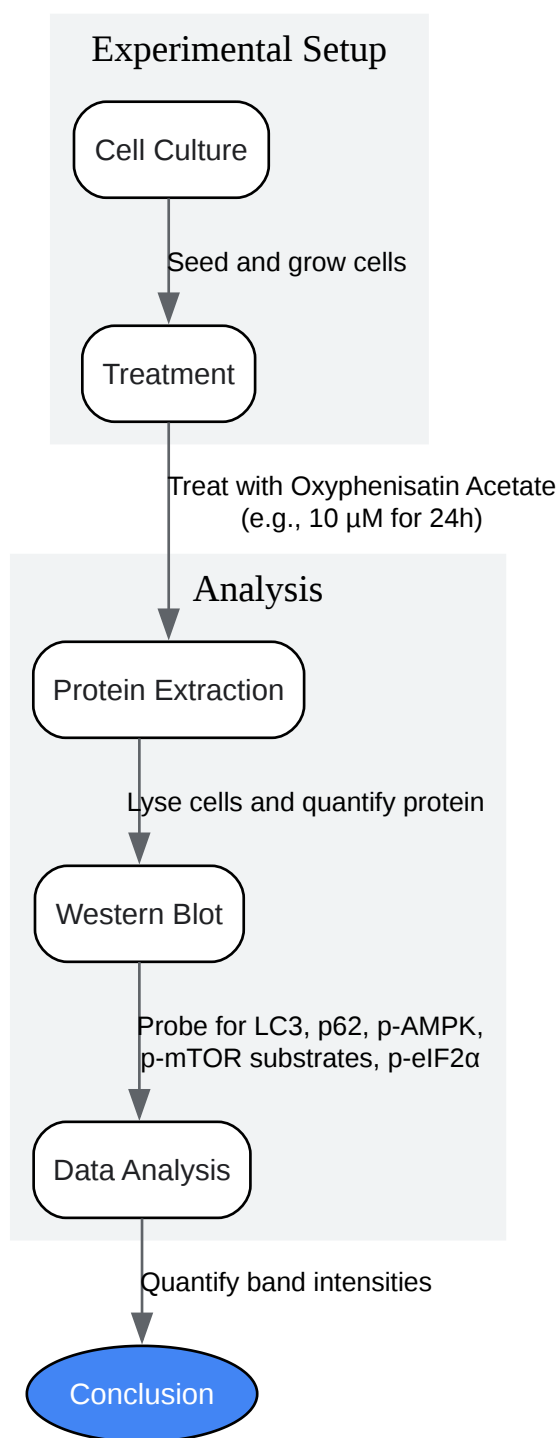 Experimental Setup
Cell Culture
Seed and grow cells
Treatment
Treat with Oxyphenisatin Acetate
(e.g., 10 µM for 24h)
Analysis
Protein Extraction
Lyse cells and quantify protein
Western Blot
Probe for LC3, p62, p-AMPK,
p-mTOR substrates, p-eIF2α
Data Analysis
Quantify band intensities
Conclusion